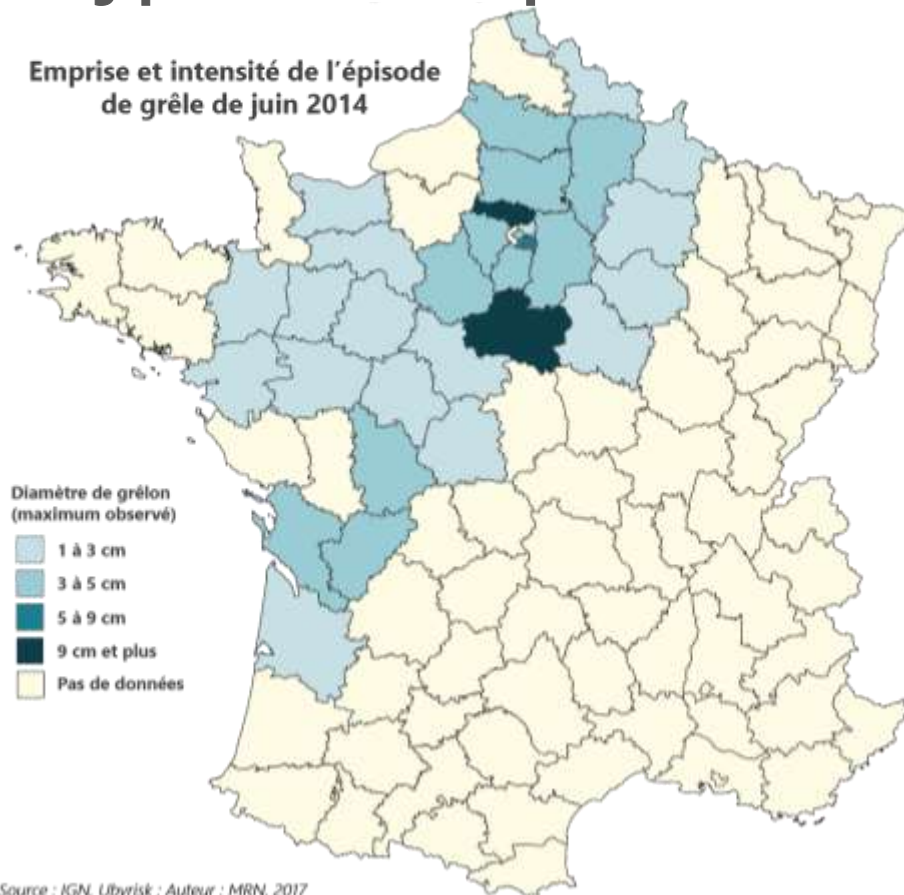 Emprise et intensité de l'épisode
de grêle de juin 2014
Diamètre de grêlon
(maximum observé)
1 à 3 cm
3 à 5 cm
5 à 9 cm
9 cm et plus
Pas de données
Source : IGN, Ubyrisk ; Auteur : MRN, 2017